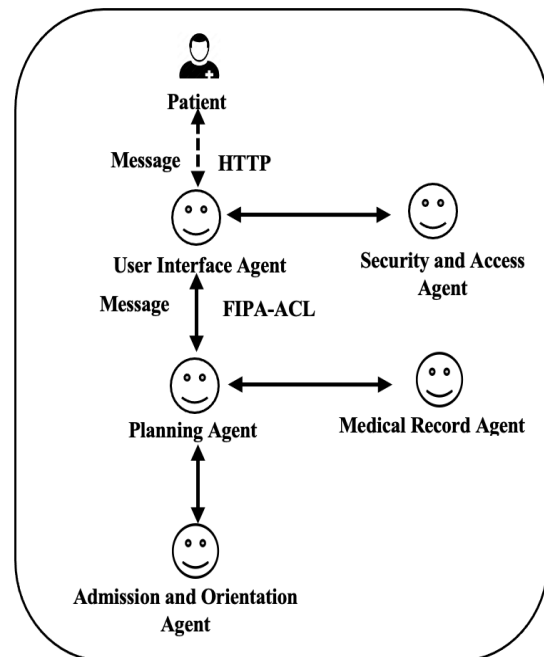 Patient
Message HTTP
User Interface Agent
Security and Access
Agent
Message FIPA-ACL
Planning Agent
Medical Record Agent
Admission and Orientation
Agent